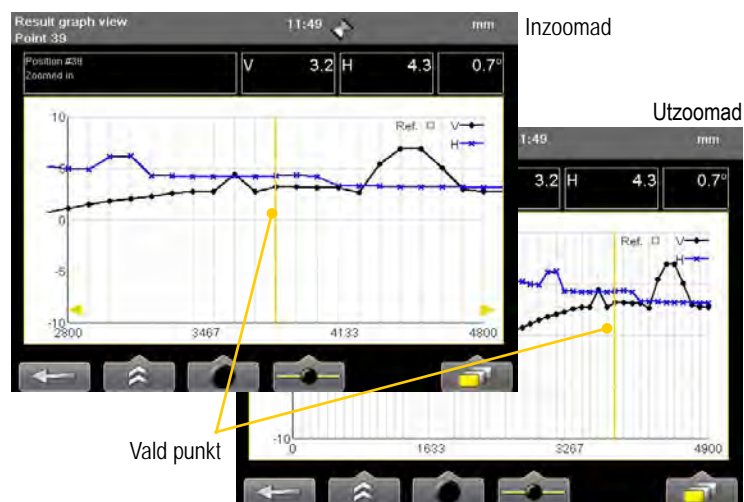 Result graph view 11:49 mm
Point 39
Inzoomad
Position #39 V 3.2 H 4.3 0.7°
Zoomed in
10 Ref. V
H
5
0
-5
-10
2800 3467 4133 4800
Utzoomad
1:49 mm
3.2 H 4.3 0.7°
Ref. V
H
-10
0 1633 3267 4900
Vald punkt